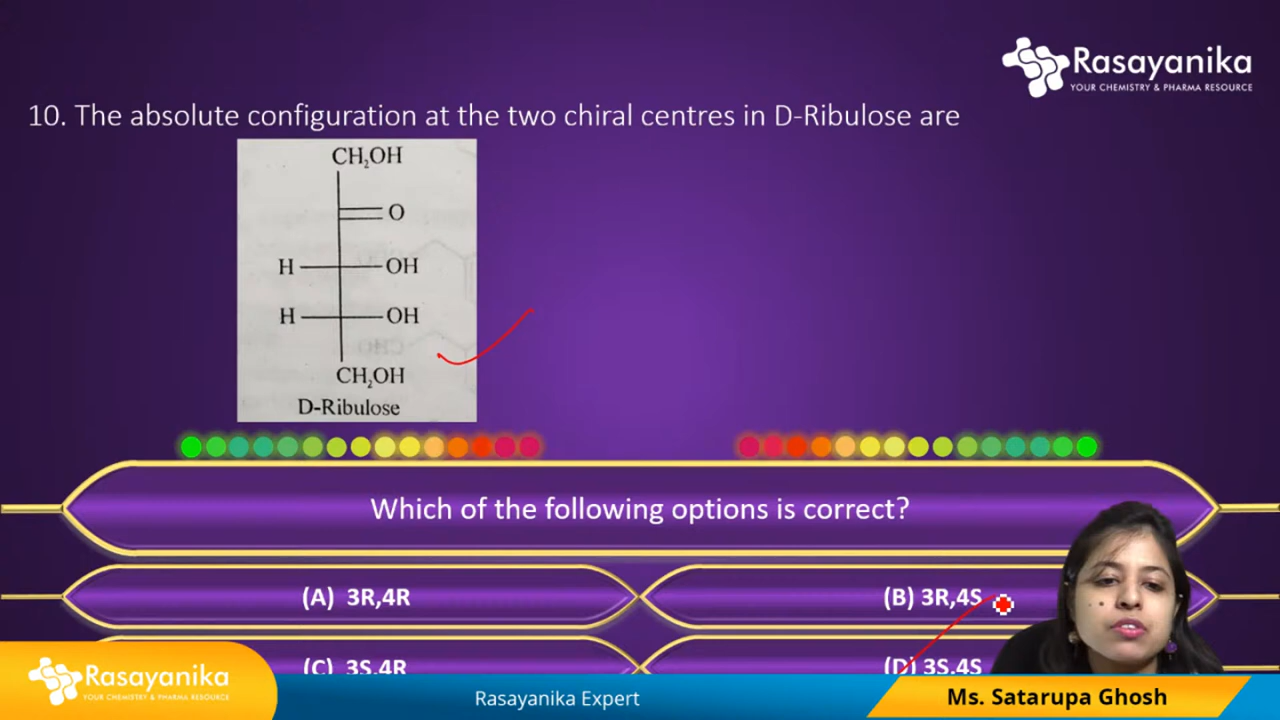 Rasayanika
YOUR CHEMISTRY & PHARMA RESOURCE
10. The absolute configuration at the two chiral centres in D-Ribulose are
CH₂OH
O
H OH
H OH
CH₂OH
D-Ribulose
Which of the following options is correct?
(A) 3R,4R
(B) 3R,4S
(C) 3S,4R
(D) 3S,4S
Rasayanika
YOUR CHEMISTRY & PHARMA RESOURCE
Rasayanika Expert
Ms. Satarupa Ghosh